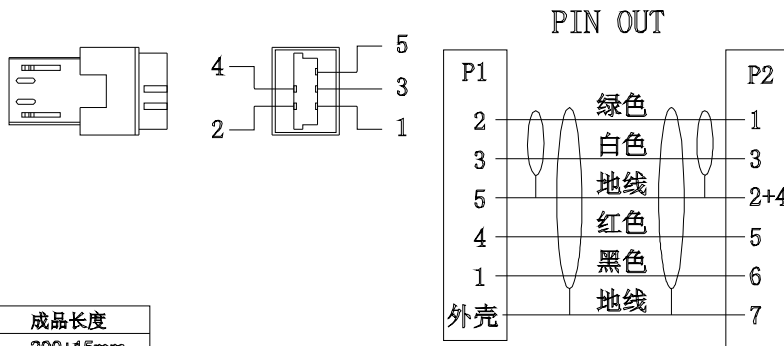 PIN OUT
4
5
3
2
1
P1
P2
2 绿色 1
3 白色 3
5 地线 2+4
4 红色 5
1 黑色 6
外壳 地线 7
成品长度